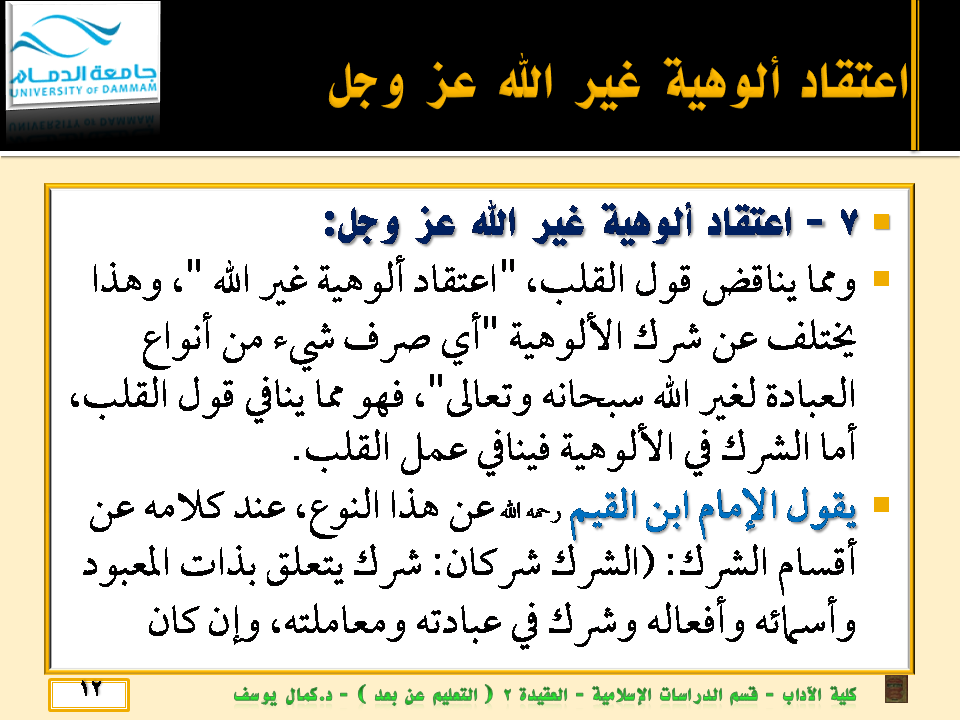 جامعة الدمام
UNIVERSITY OF DAMMAM
اعتقاد ألوهية غير الله عز وجل
٧ - اعتقاد ألوهية غير الله عز وجل:
ومما يناقض قول القلب، "اعتقاد ألوهية غير الله "، وهذا
يختلف عن شرك الألوهية "أي صرف شيء من أنواع
العبادة لغير الله سبحانه وتعالى"، فهو مما ينافي قول القلب،
أما الشرك في الألوهية فينافي عمل القلب.
يقول الإمام ابن القيم رحمه الله عن هذا النوع، عند كلامه عن
أقسام الشرك: (الشرك شركان: شرك يتعلق بذات المعبود
وأسمائه وأفعاله وشرك في عبادته ومعاملته، وإن كان
كلية الآداب - قسم الدراسات الإسلامية - العقيدة ٢ ( التعليم عن بعد ) - د.كمال يوسف
١٢